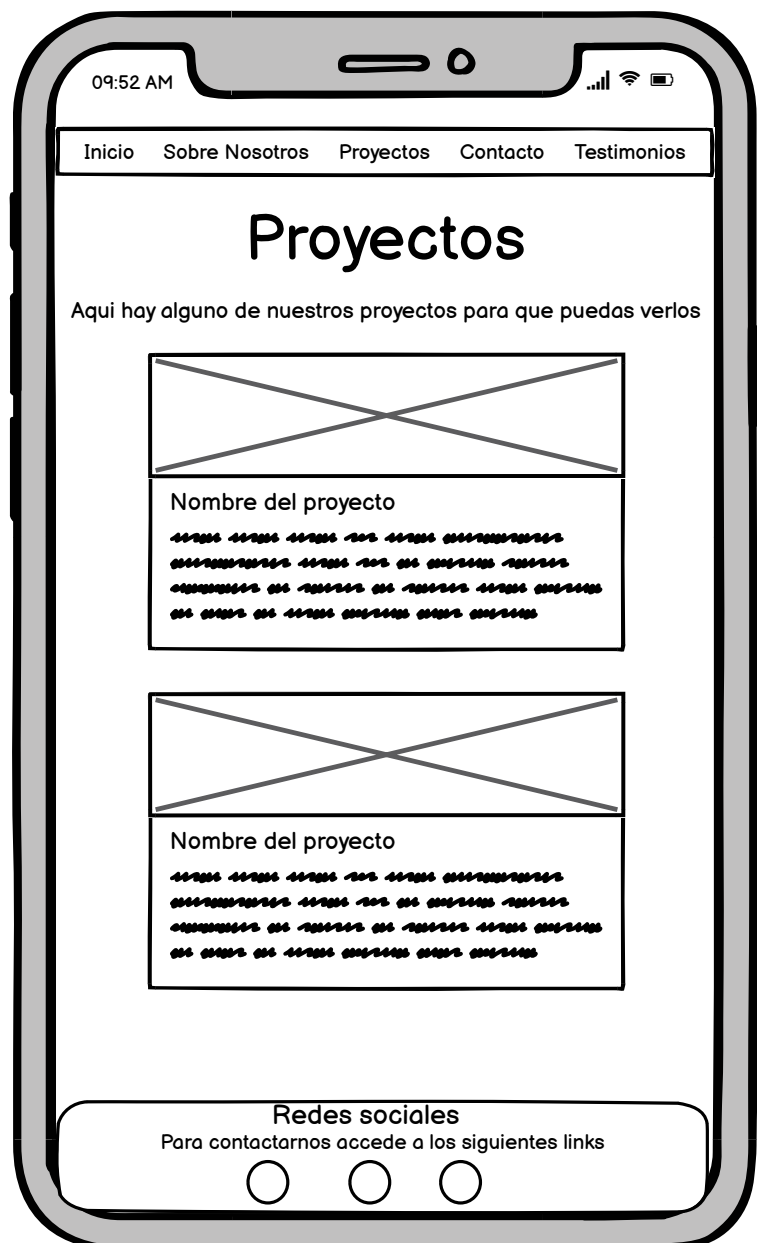 09:52 AM
Inicio Sobre Nosotros Proyectos Contacto Testimonios
Proyectos
Aqui hay alguno de nuestros proyectos para que puedas verlos
Nombre del proyecto
Nombre del proyecto
Redes sociales
Para contactarnos accede a los siguientes links